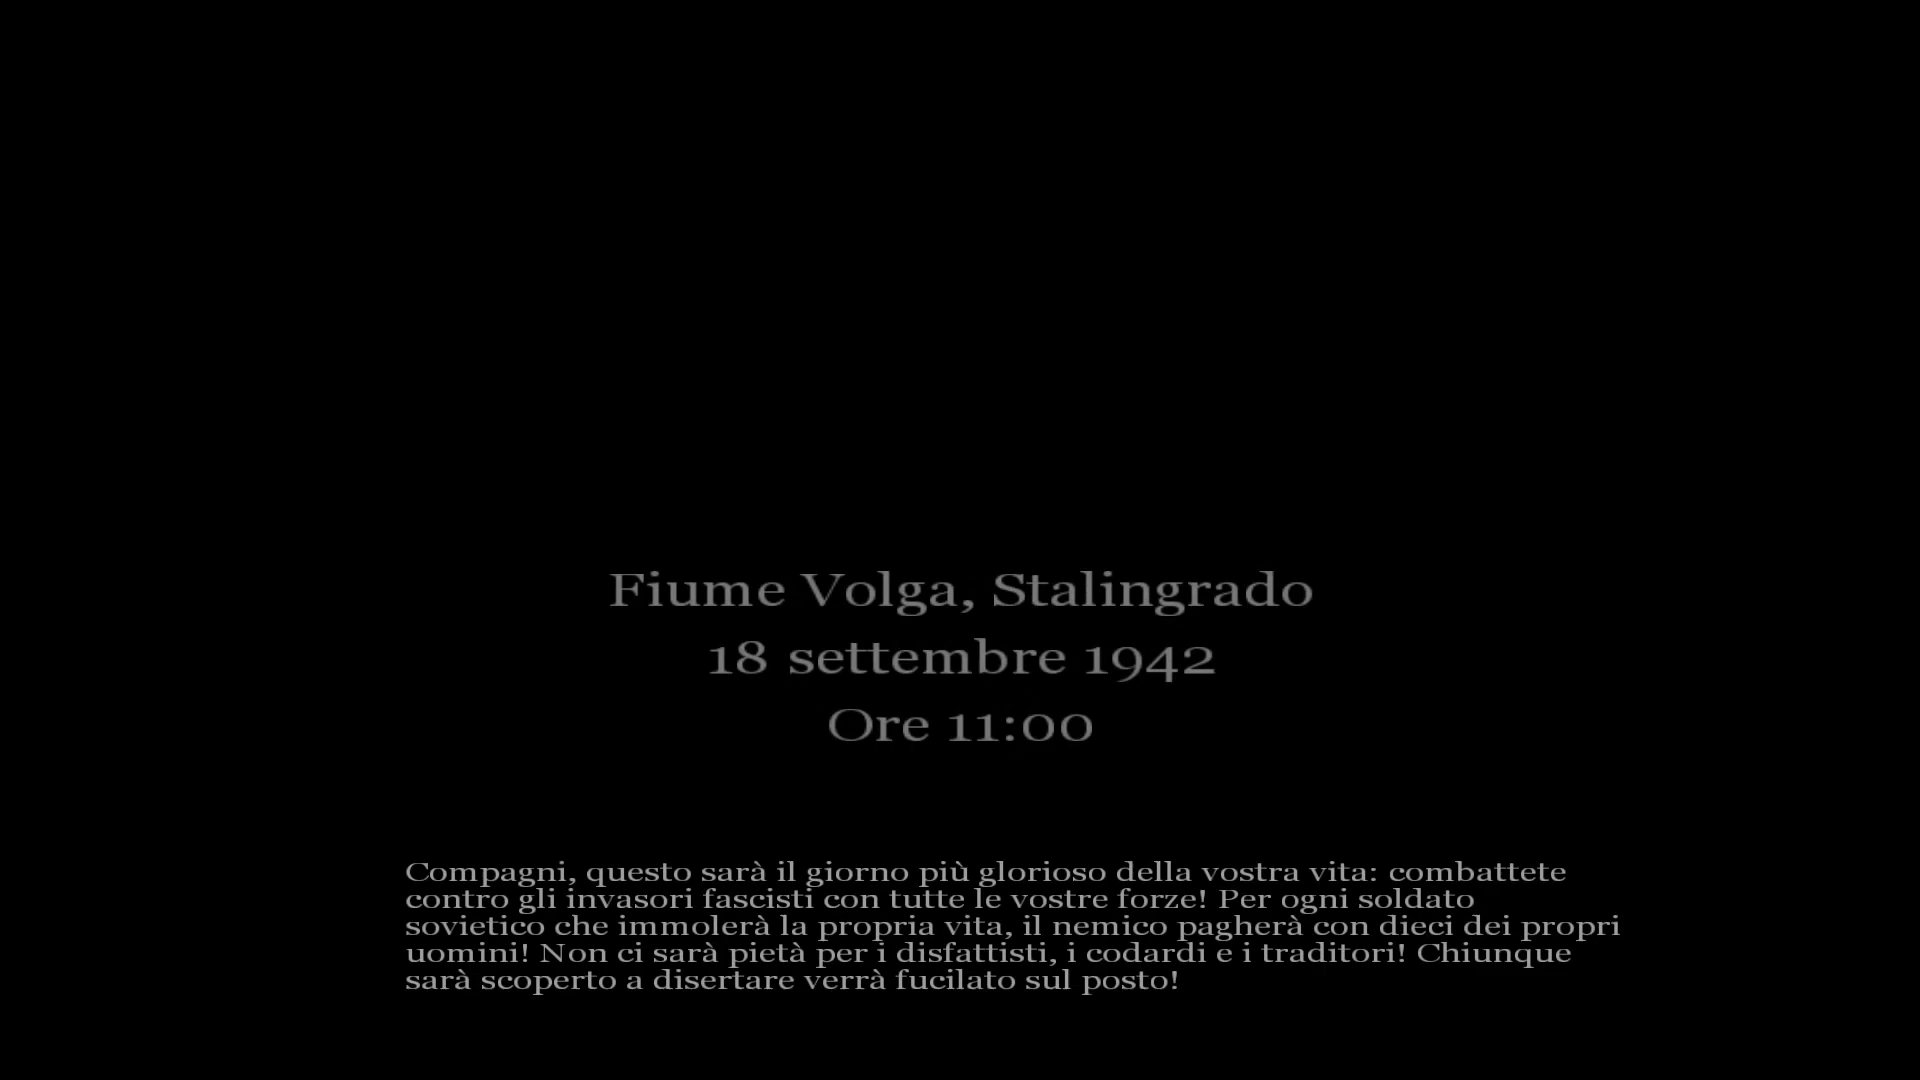 Fiume Volga, Stalingrado
18 settembre 1942
Ore 11:00
Compagni, questo sarà il giorno più glorioso della vostra vita: combattete
contro gli invasori fascisti con tutte le vostre forze! Per ogni soldato
sovietico che immolerà la propria vita, il nemico pagherà con dieci dei propri
uomini! Non ci sarà pietà per i disfattisti, i codardi e i traditori! Chiunque
sarà scoperto a disertare verrà fucilato sul posto!